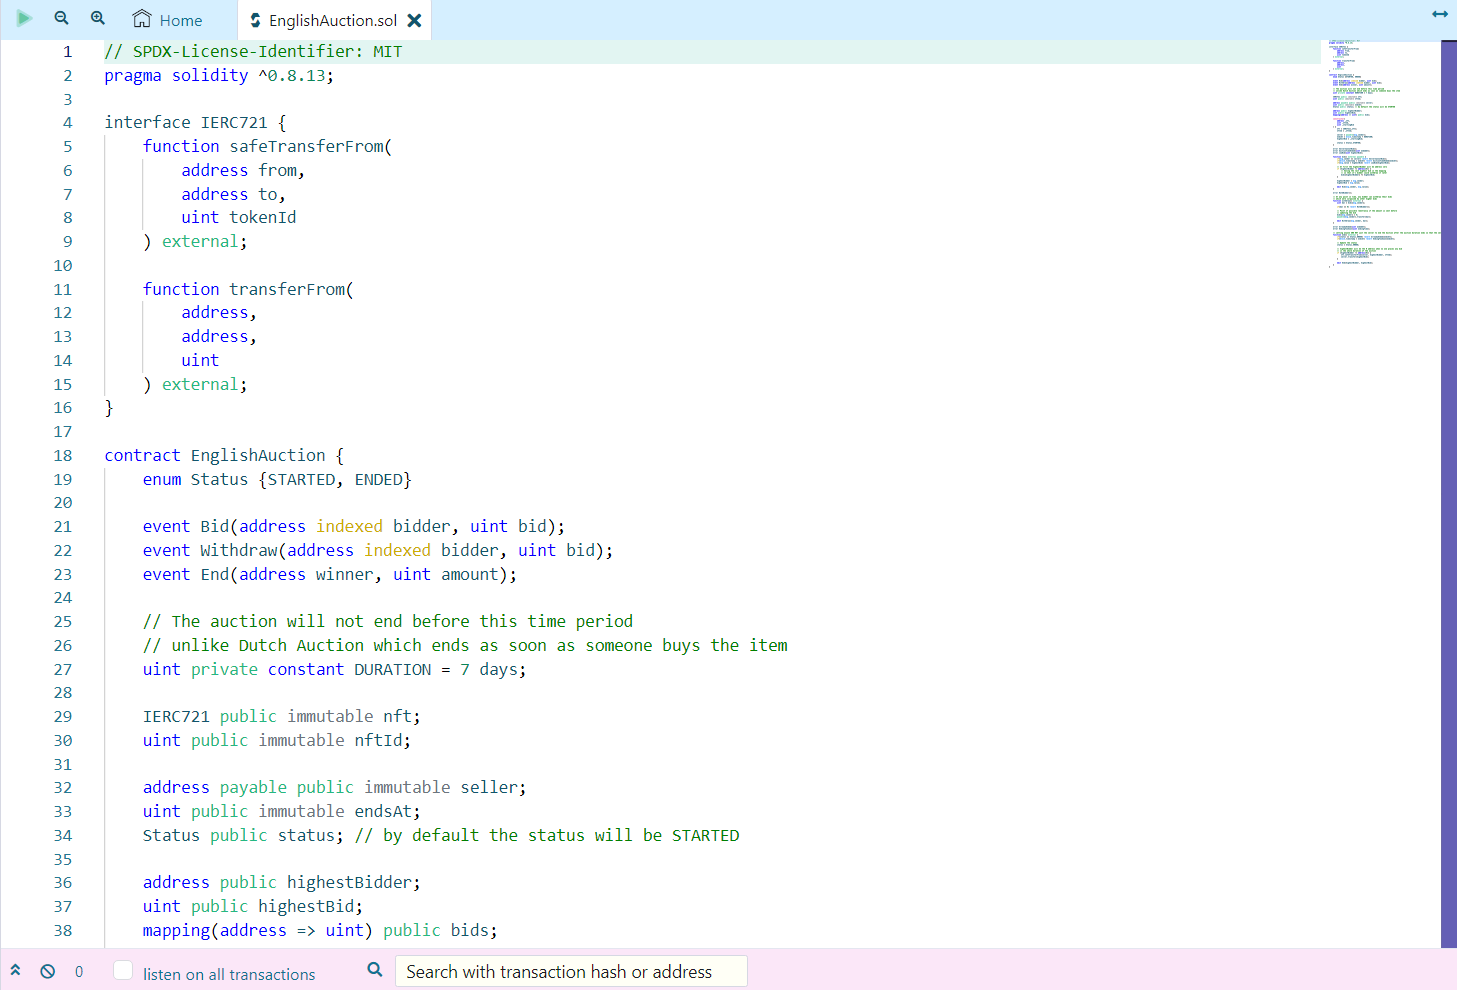 Home
EnglishAuction.sol
1 // SPDX-License-Identifier: MIT
2 pragma solidity ^0.8.13;
3
4 interface IERC721 {
5 function safeTransferFrom(
6 address from,
7 address to,
8 uint tokenId
9 ) external;
10
11 function transferFrom(
12 address,
13 address,
14 uint
15 ) external;
16 }
17
18 contract EnglishAuction {
19 enum Status {STARTED, ENDED}
20
21 event Bid(address indexed bidder, uint bid);
22 event Withdraw(address indexed bidder, uint bid);
23 event End(address winner, uint amount);
24
25 // The auction will not end before this time period
26 // unlike Dutch Auction which ends as soon as someone buys the item
27 uint private constant DURATION = 7 days;
28
29 IERC721 public immutable nft;
30 uint public immutable nftId;
31
32 address payable public immutable seller;
33 uint public immutable endsAt;
34 Status public status; // by default the status will be STARTED
35
36 address public highestBidder;
37 uint public highestBid;
38 mapping(address => uint) public bids;
0 listen on all transactions Search with transaction hash or address